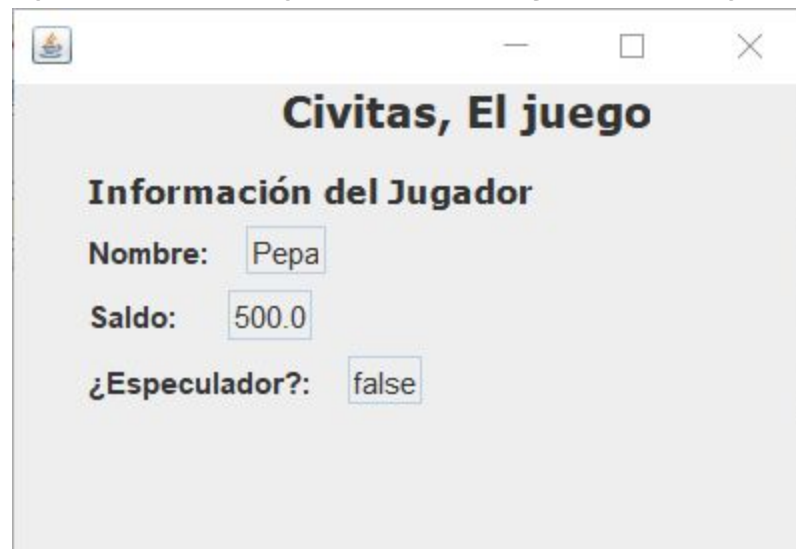 Civitas, El juego
Información del Jugador
Nombre: Pepa
Saldo: 500.0
¿Especulador?: false